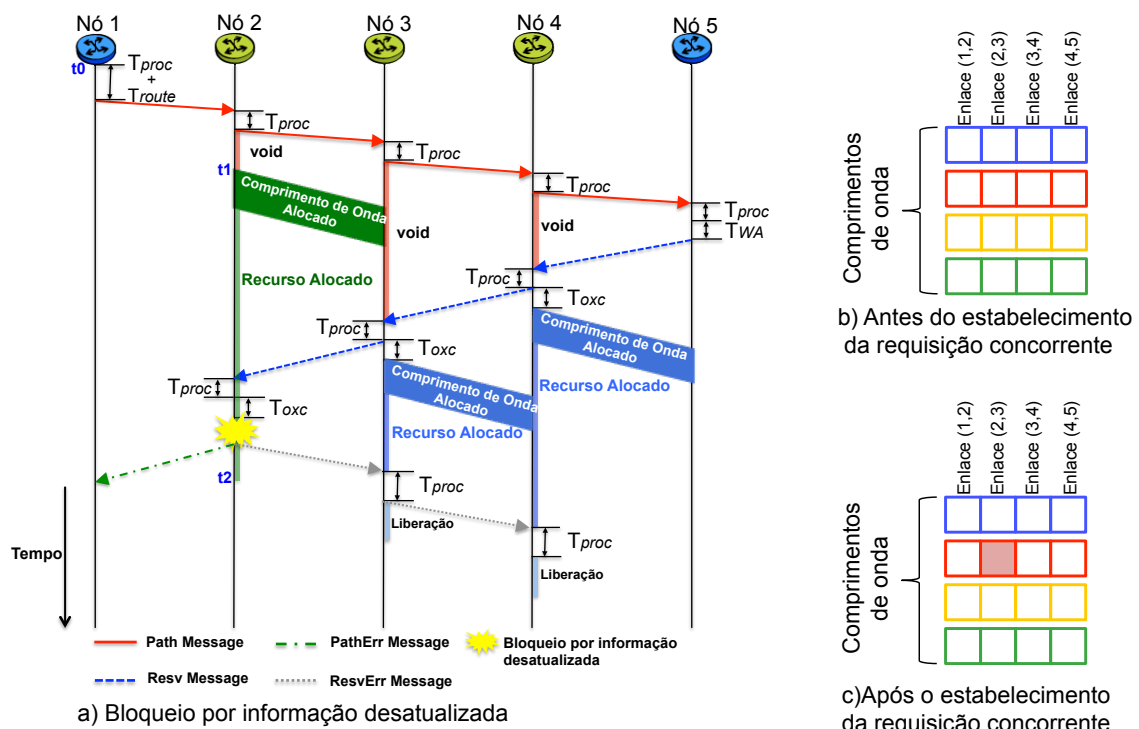 Nó 1
Nó 2
Nó 3
Nó 4
Nó 5
t0
Tproc
+
Troute
Tproc
void
t1
Tproc
Tproc
Tproc
TWA
Comprimento de Onda
Alocado
void
void
Recurso Alocado
Tproc
Toxc
Tproc
Toxc
Comprimento de Onda
Alocado
Recurso Alocado
Tproc
Toxc
Comprimento de Onda
Alocado
Recurso Alocado
t2
Tproc
Liberação
Tproc
Liberação
Tempo
Path Message
PathErr Message
Bloqueio por informação
desatualizada
Resv Message
ResvErr Message
a) Bloqueio por informação desatualizada
Enlace (1,2)
Enlace (2,3)
Enlace (3,4)
Enlace (4,5)
Comprimentos
de onda
b) Antes do estabelecimento
da requisição concorrente
Enlace (1,2)
Enlace (2,3)
Enlace (3,4)
Enlace (4,5)
Comprimentos
de onda
c)Após o estabelecimento
da requisição concorrente